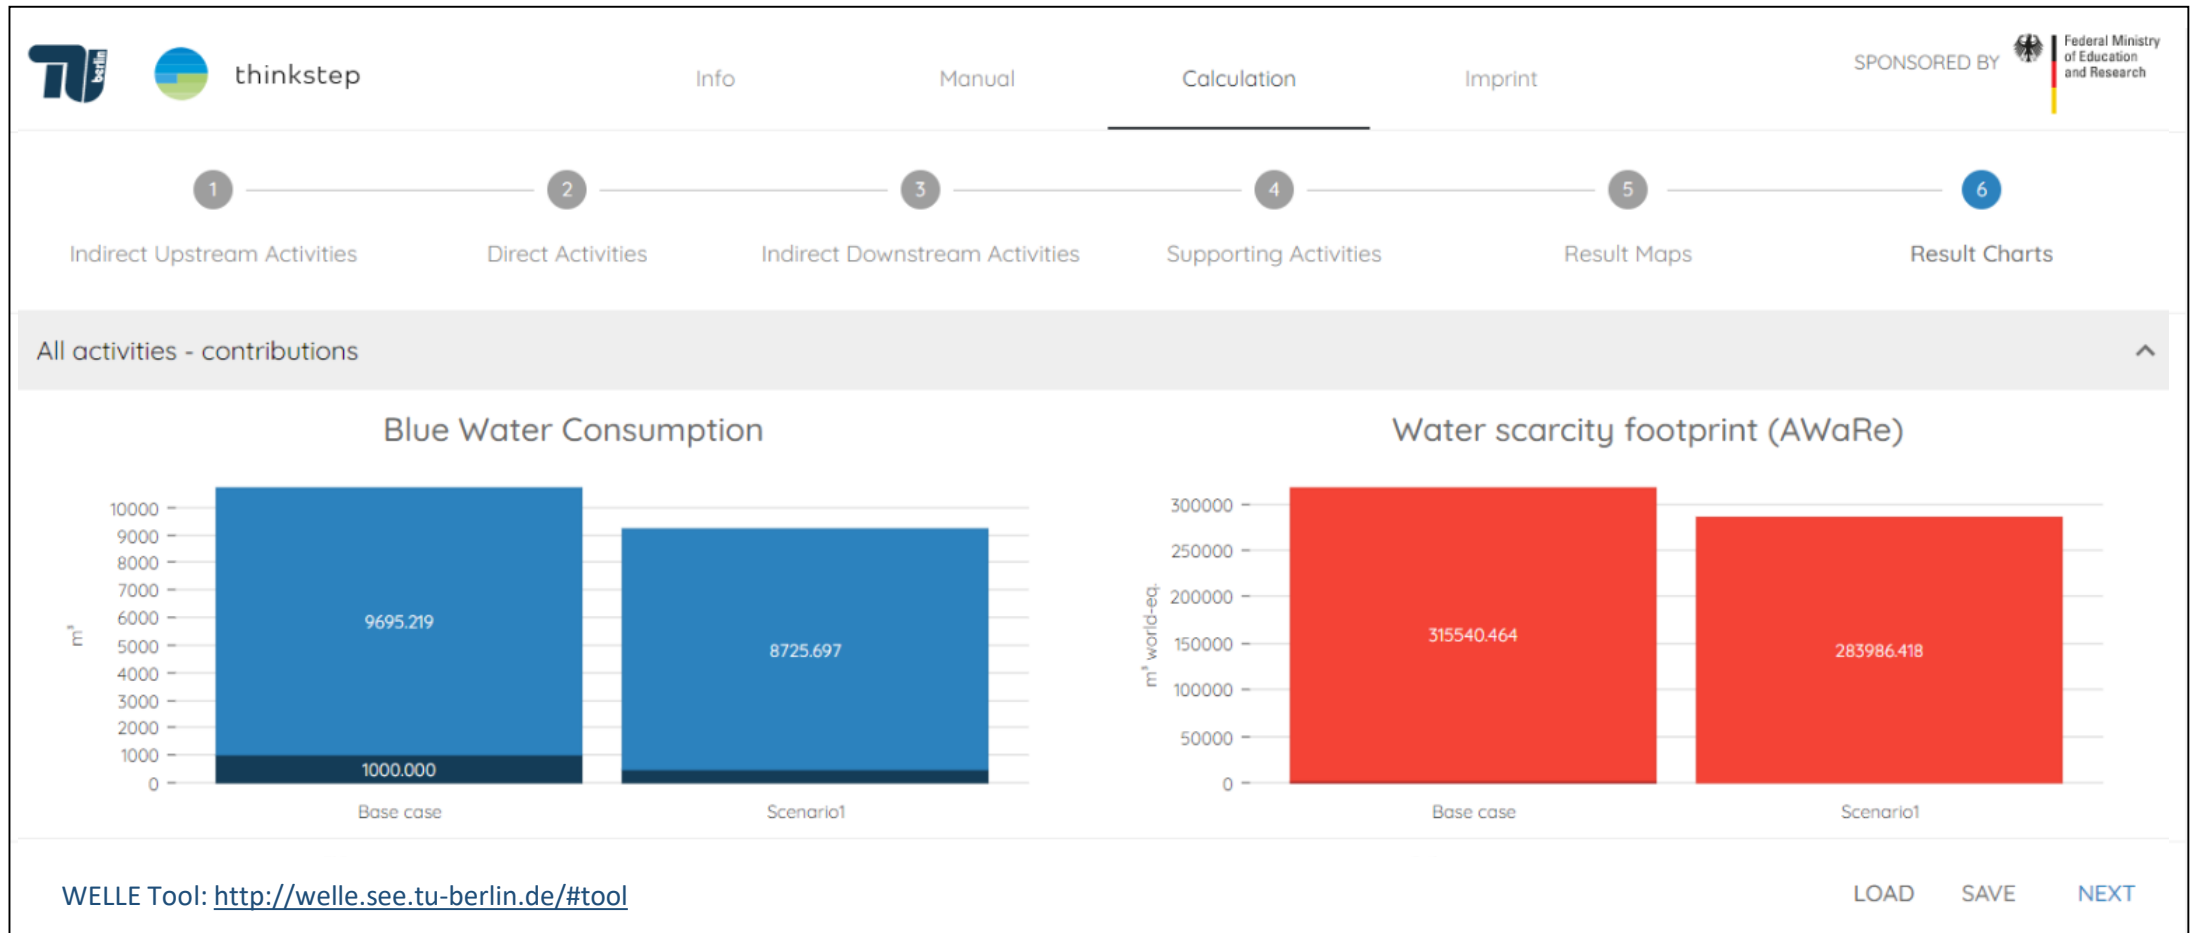 TU berlin
thinkstep
Info
Manual
Calculation
Imprint
SPONSORED BY
Federal Ministry
of Education
and Research
1
2
3
4
5
6
Indirect Upstream Activities
Direct Activities
Indirect Downstream Activities
Supporting Activities
Result Maps
Result Charts
All activities - contributions
Blue Water Consumption
10000
9000
8000
7000
6000
5000
4000
3000
2000
1000
0
m³
9695.219
1000.000
8725.697
Base case
Scenario1
Water scarcity footprint (AWaRe)
300000
250000
200000
150000
100000
50000
0
m³ world-eq.
315540.464
283986.418
Base case
Scenario1
WELLE Tool: http://welle.see.tu-berlin.de/#tool
LOAD
SAVE
NEXT